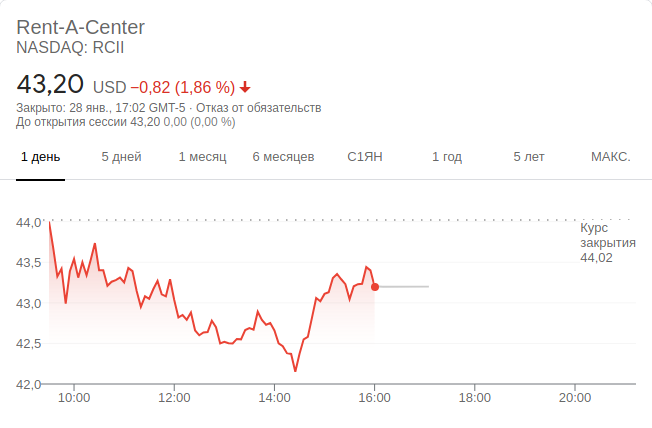 Rent-A-Center
NASDAQ: RCII
43,20 USD −0,82 (1,86 %)
Закрыто: 28 янв., 17:02 GMT-5 · Отказ от обязательств
До открытия сессии 43,20 0,00 (0,00 %)
1 день 5 дней 1 месяц 6 месяцев С1ЯН 1 год 5 лет МАКС.
44,0
43,5
43,0
42,5
42,0
Курс
закрытия
44,02
10:00 12:00 14:00 16:00 18:00 20:00